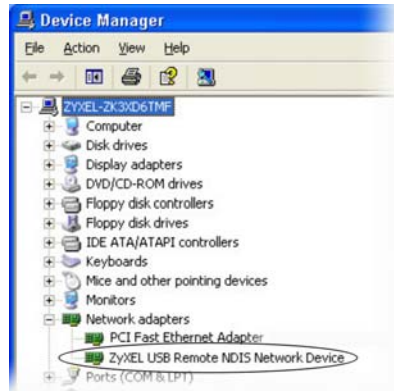 Device Manager
File Action View Help
ZYXEL-ZK3XD6TMF
Computer
Disk drives
Display adapters
DVD/CD-ROM drives
Floppy disk controllers
Floppy disk drives
IDE ATA/ATAPI controllers
Keyboards
Mice and other pointing devices
Monitors
Network adapters
PCI Fast Ethernet Adapter
ZyXEL USB Remote NDIS Network Device
Ports (COM & LPT)